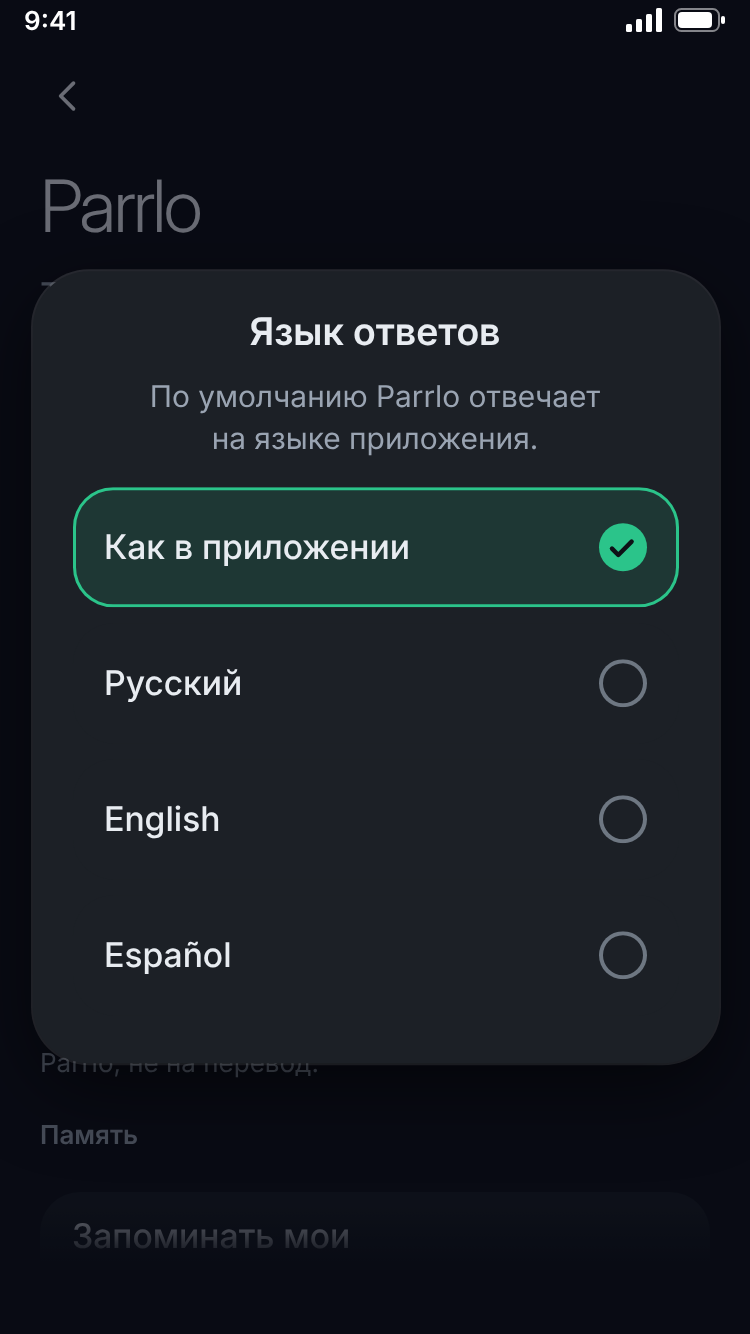 9:41
Parrlo
Язык ответов
По умолчанию Parrlo отвечает
на языке приложения.
Как в приложении
Русский
English
Español
Parrlo, не на перевод.
Память
Запоминать мои